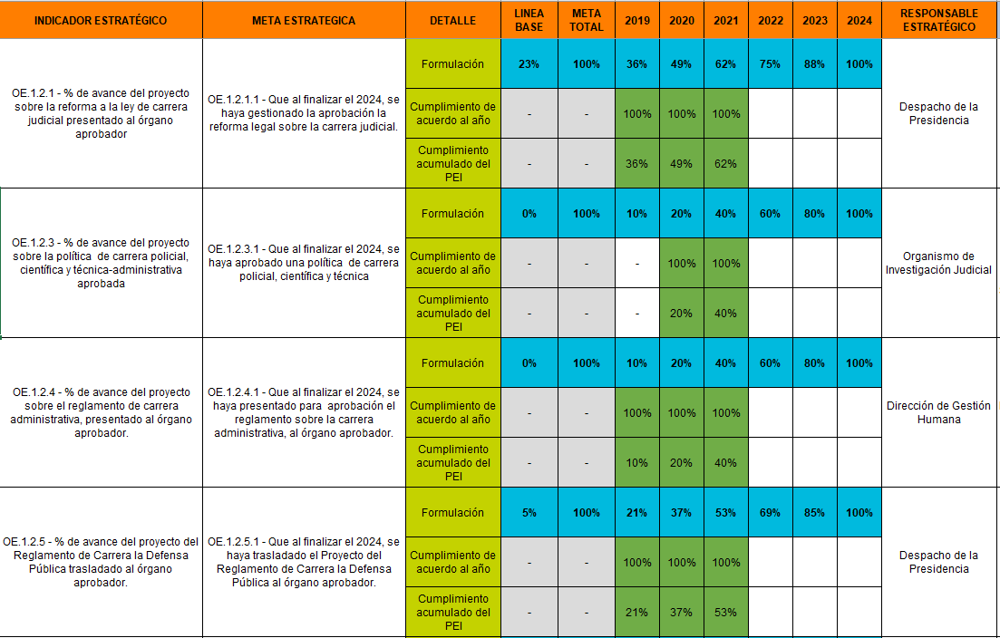 INDICADOR ESTRATÉGICO META ESTRATEGICA DETALLE LINEA BASE META TOTAL 2019 2020 2021 2022 2023 2024 RESPONSABLE ESTRATÉGICO
OE.1.2.1 - % de avance del proyecto
sobre la reforma a la ley de carrera
judicial presentado al órgano
aprobador
OE.1.2.1.1 - Que al finalizar el 2024, se
haya gestionado la aprobación la
reforma legal sobre la carrera judicial.
Formulación 23% 100% 36% 49% 62% 75% 88% 100%
Cumplimiento de
acuerdo al año - - 100% 100% 100%
Cumplimiento
acumulado del
PEI - - 36% 49% 62%
Despacho de la
Presidencia
OE.1.2.3 - % de avance del proyecto
sobre la política de carrera policial,
científica y técnica-administrativa
aprobada
OE.1.2.3.1 - Que al finalizar el 2024, se
haya aprobado una política de carrera
policial, científica y técnica
Formulación 0% 100% 10% 20% 40% 60% 80% 100%
Cumplimiento de
acuerdo al año - - - 100% 100%
Cumplimiento
acumulado del
PEI - - - 20% 40%
Organismo de
Investigación Judicial
OE.1.2.4 - % de avance del proyecto
sobre el reglamento de carrera
administrativa, presentado al órgano
aprobador.
OE.1.2.4.1 - Que al finalizar el 2024, se
haya presentado para aprobación el
reglamento sobre la carrera
administrativa, al órgano aprobador.
Formulación 0% 100% 10% 20% 40% 60% 80% 100%
Cumplimiento de
acuerdo al año - - 100% 100% 100%
Cumplimiento
acumulado del
PEI - - 10% 20% 40%
Dirección de Gestión
Humana
OE.1.2.5 - % de avance del proyecto del
Reglamento de Carrera la Defensa
Pública trasladado al órgano
aprobador.
OE.1.2.5.1 - Que al finalizar el 2024, se
haya trasladado el Proyecto del
Reglamento de Carrera la Defensa
Pública al órgano aprobador.
Formulación 5% 100% 21% 37% 53% 69% 85% 100%
Cumplimiento de
acuerdo al año - - 100% 100% 100%
Cumplimiento
acumulado del
PEI - - 21% 37% 53%
Despacho de la
Presidencia